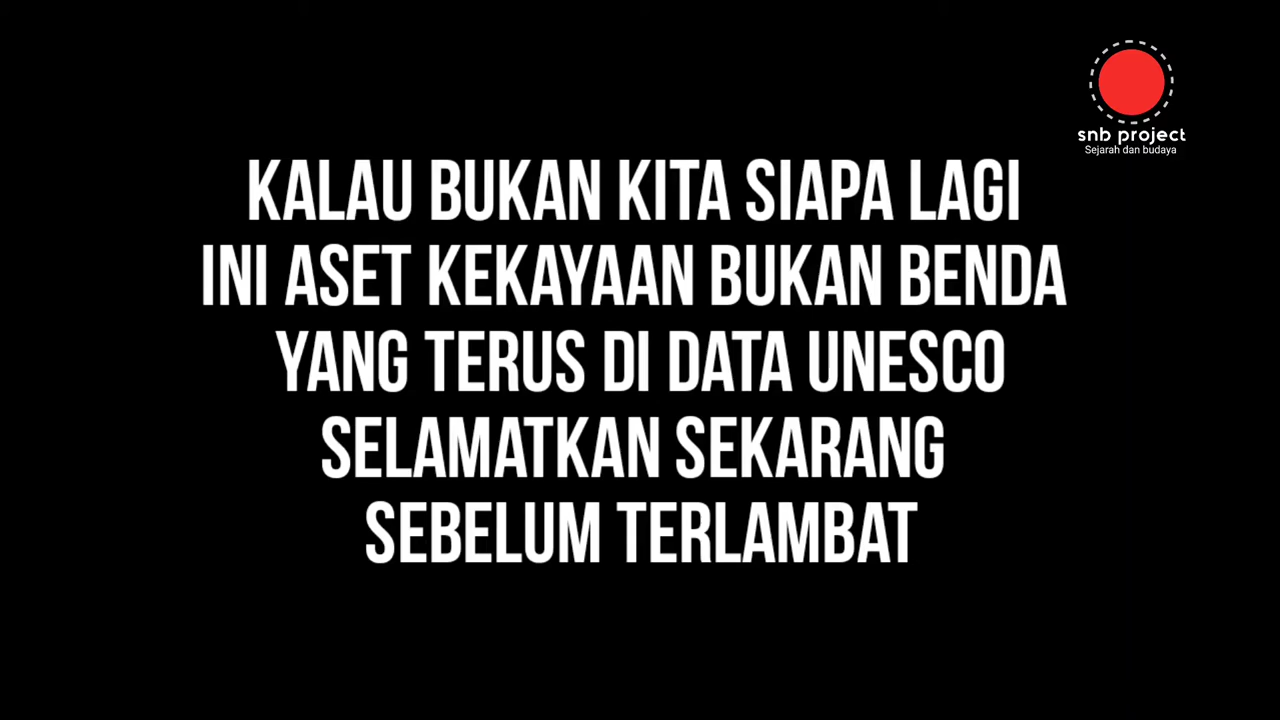 snb project
Sejarah dan budaya
KALAU BUKAN KITA SIAPA LAGI
INI ASET KEKAYAAN BUKAN BENDA
YANG TERUS DI DATA UNESCO
SELAMATKAN SEKARANG
SEBELUM TERLAMBAT